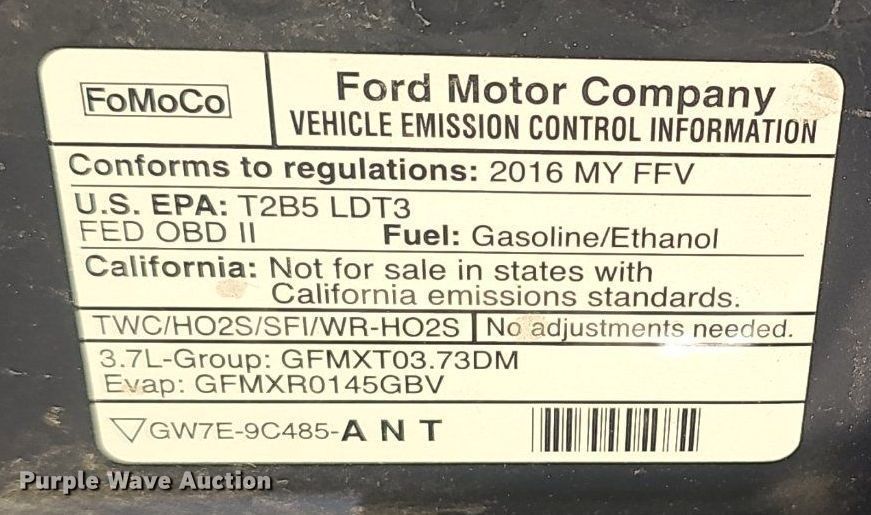 FoMoCo
Ford Motor Company
VEHICLE EMISSION CONTROL INFORMATION
Conforms to regulations: 2016 MY FFV
U.S. EPA: T2B5 LDT3
FED OBD II Fuel: Gasoline/Ethanol
California: Not for sale in states with
California emissions standards.
TWC/HO2S/SFI/WR-HO2S No adjustments needed.
3.7L-Group: GFMXT03.73DM
Evap: GFMXR0145GBV
GW7E-9C485-A N T
Purple Wave Auction